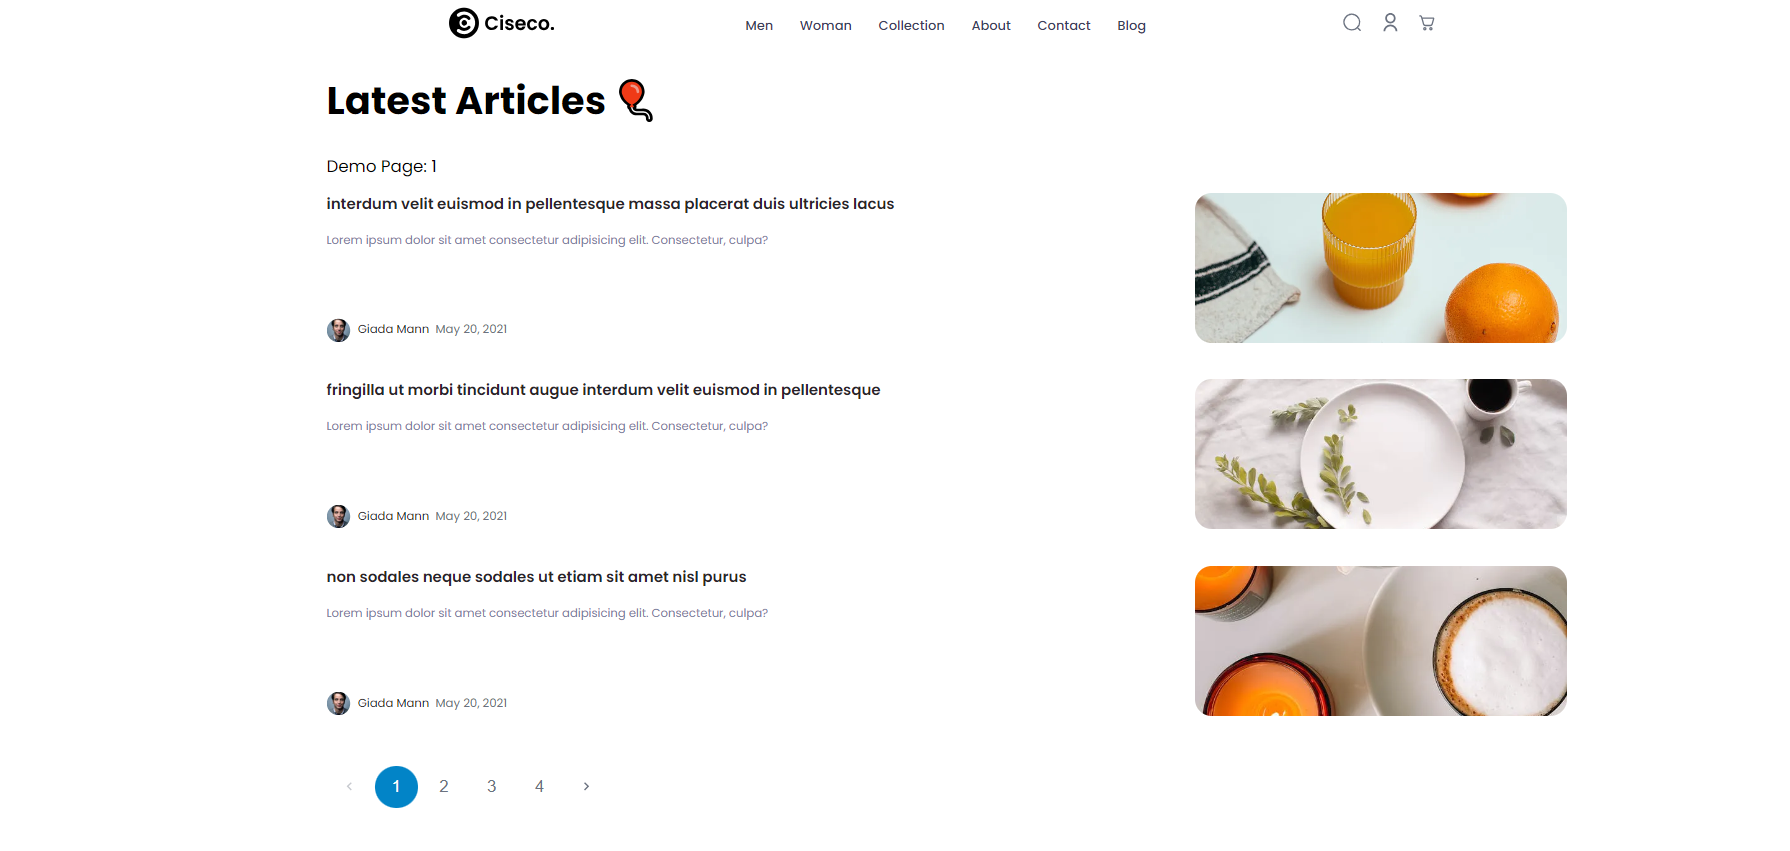 Ciseco.
Men Woman Collection About Contact Blog
Latest Articles
Demo Page: 1
interdum velit euismod in pellentesque massa placerat duis ultricies lacus
Lorem ipsum dolor sit amet consectetur adipisicing elit. Consectetur, culpa?
Giada Mann May 20, 2021
fringilla ut morbi tincidunt augue interdum velit euismod in pellentesque
Lorem ipsum dolor sit amet consectetur adipisicing elit. Consectetur, culpa?
Giada Mann May 20, 2021
non sodales neque sodales ut etiam sit amet nisl purus
Lorem ipsum dolor sit amet consectetur adipisicing elit. Consectetur, culpa?
Giada Mann May 20, 2021
1 2 3 4